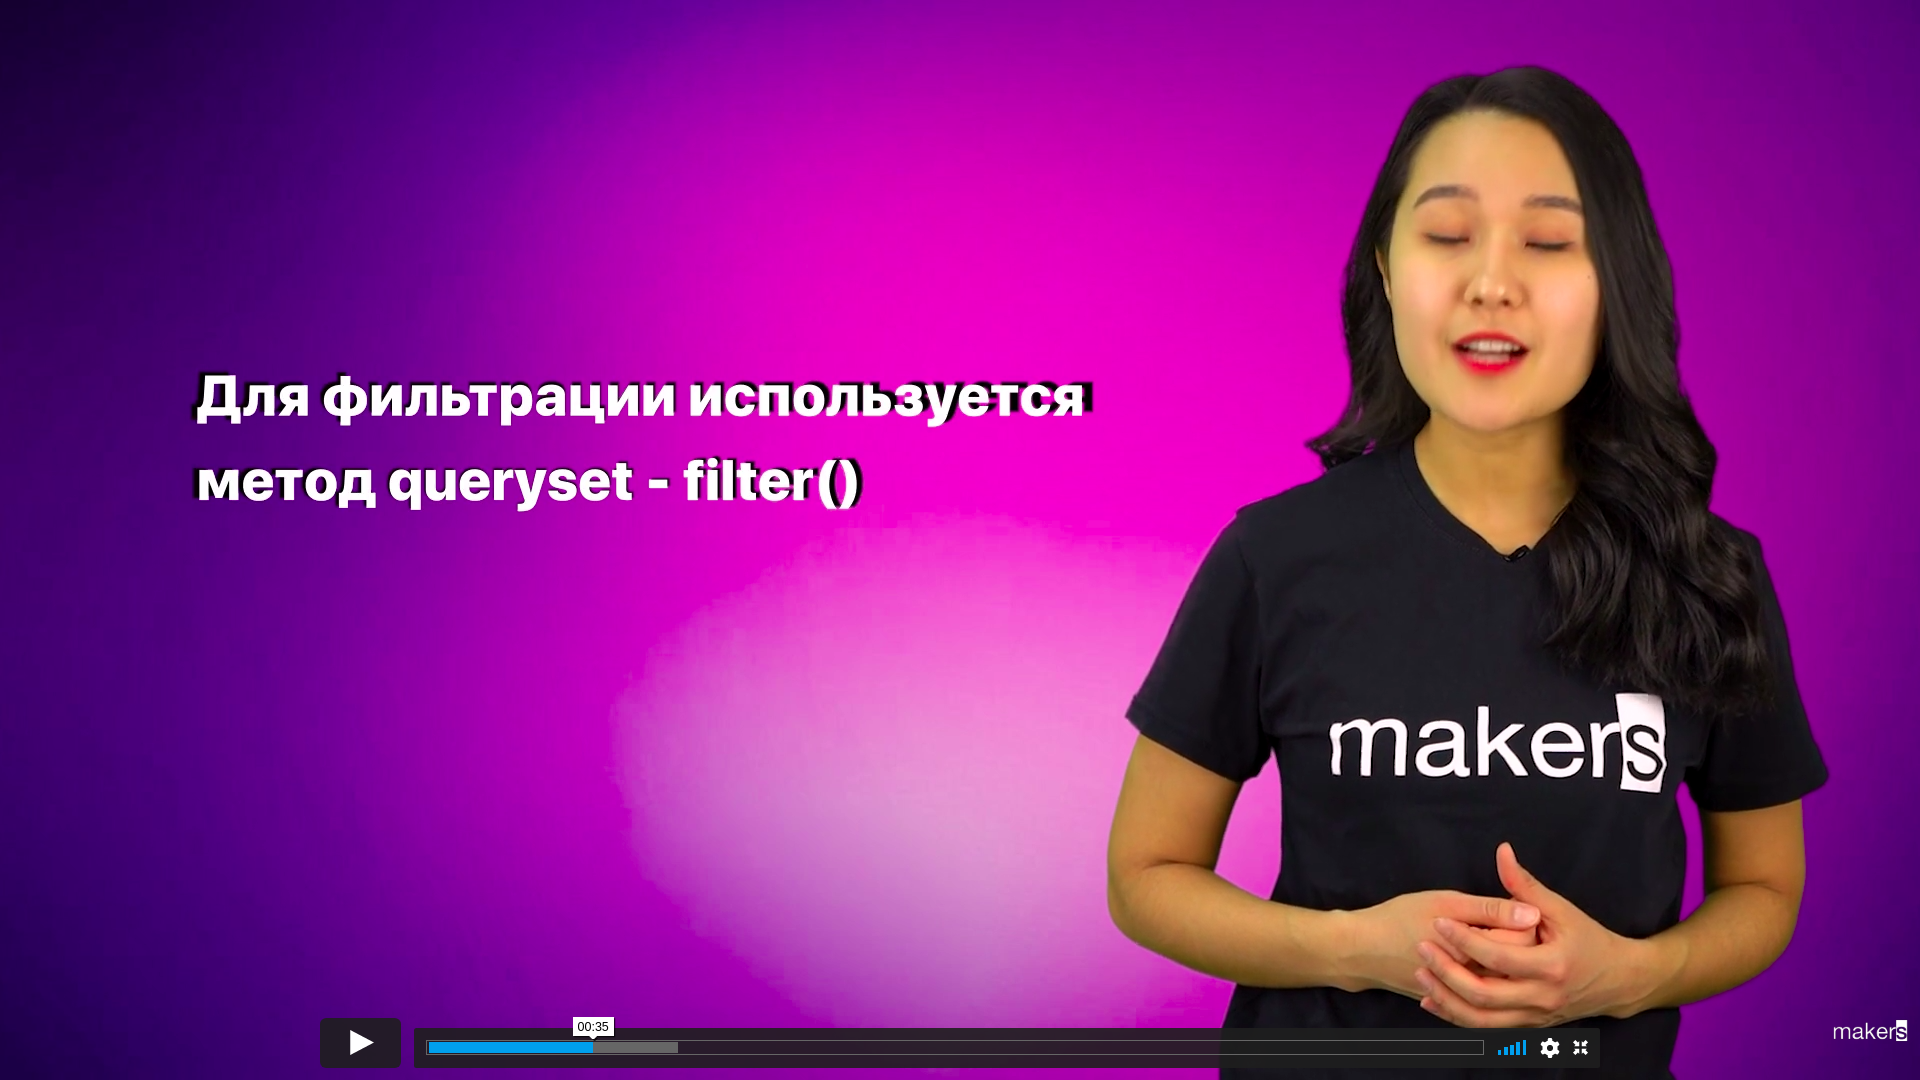 Для фильтрации используется
метод queryset - filter()
makers
00:35
makers